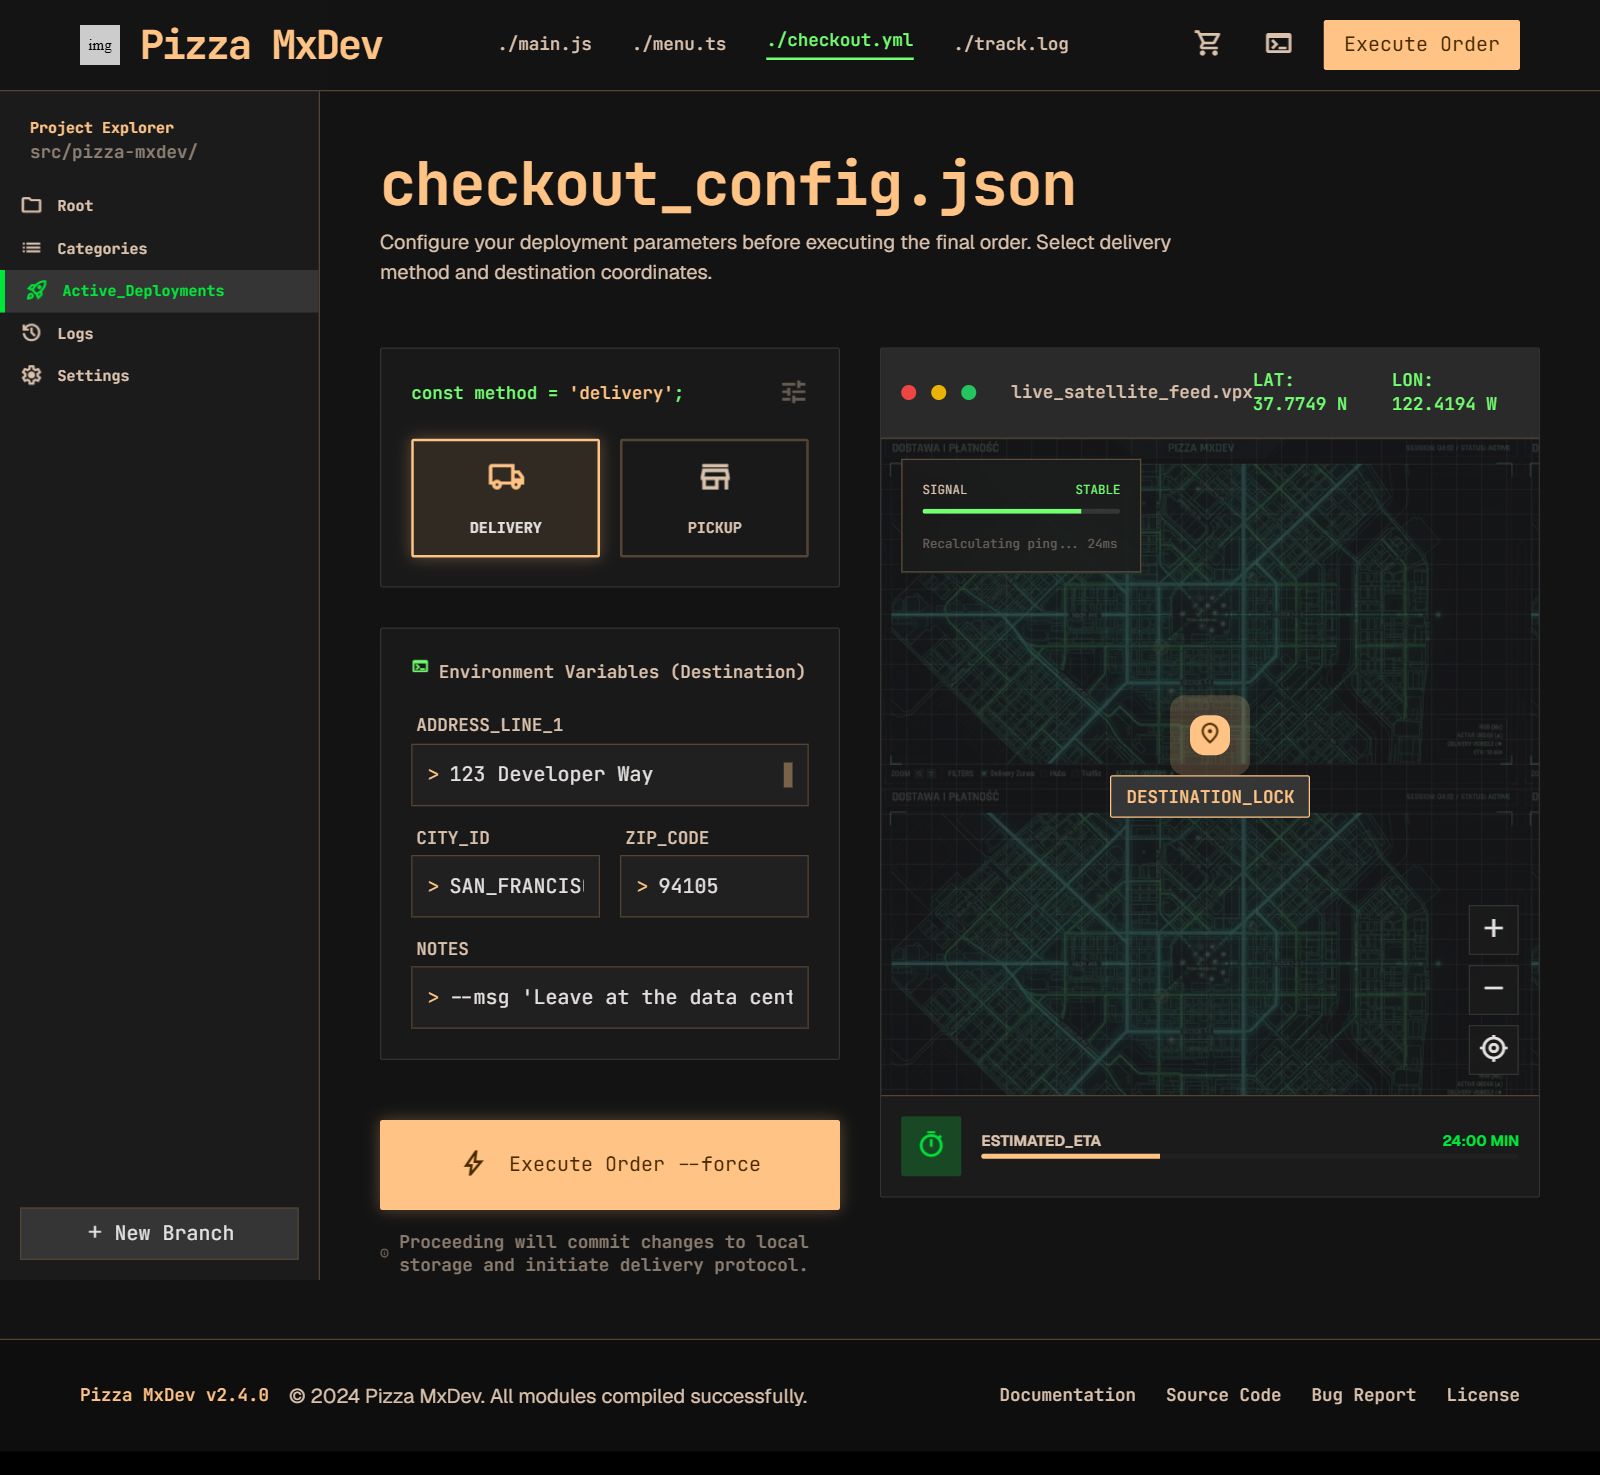 img
Pizza MxDev
./main.js
./menu.ts
./checkout.yml
./track.log
Execute Order
Project Explorer
src/pizza-mxdev/
Root
Categories
Active_Deployments
Logs
Settings
+ New Branch
checkout_config.json
Configure your deployment parameters before executing the final order. Select delivery
method and destination coordinates.
const method = 'delivery';
DELIVERY
PICKUP
Environment Variables (Destination)
ADDRESS_LINE_1
> 123 Developer Way
CITY_ID
ZIP_CODE
> SAN_FRANCIS
> 94105
NOTES
> --msg 'Leave at the data cent
Execute Order --force
Proceeding will commit changes to local
storage and initiate delivery protocol.
live_satellite_feed.vpx
LAT:
37.7749 N
LON:
122.4194 W
DOSTAWA I PŁATNOŚĆ
PIZZA MXDEV
SIGNAL
STABLE
Recalculating ping... 24ms
ZOOM
FILTERS
Delivery Zones
DESTINATION_LOCK
DOSTAWA I PŁATNOŚĆ
ESTIMATED_ETA
24:00 MIN
Pizza MxDev v2.4.0
© 2024 Pizza MxDev. All modules compiled successfully.
Documentation
Source Code
Bug Report
License